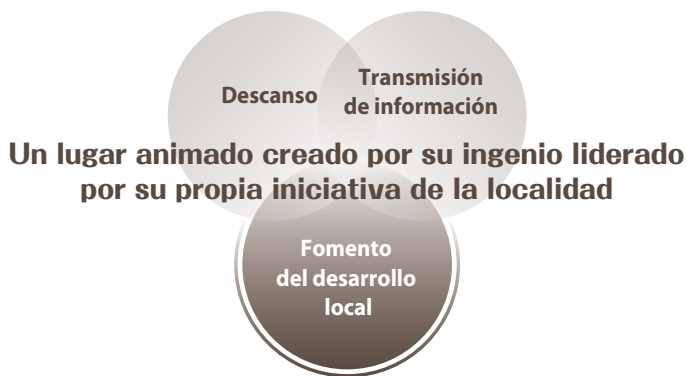 Descanso
Transmisión
de información
Un lugar animado creado por su ingenio liderado
por su propia iniciativa de la localidad
Fomento
del desarrollo
local